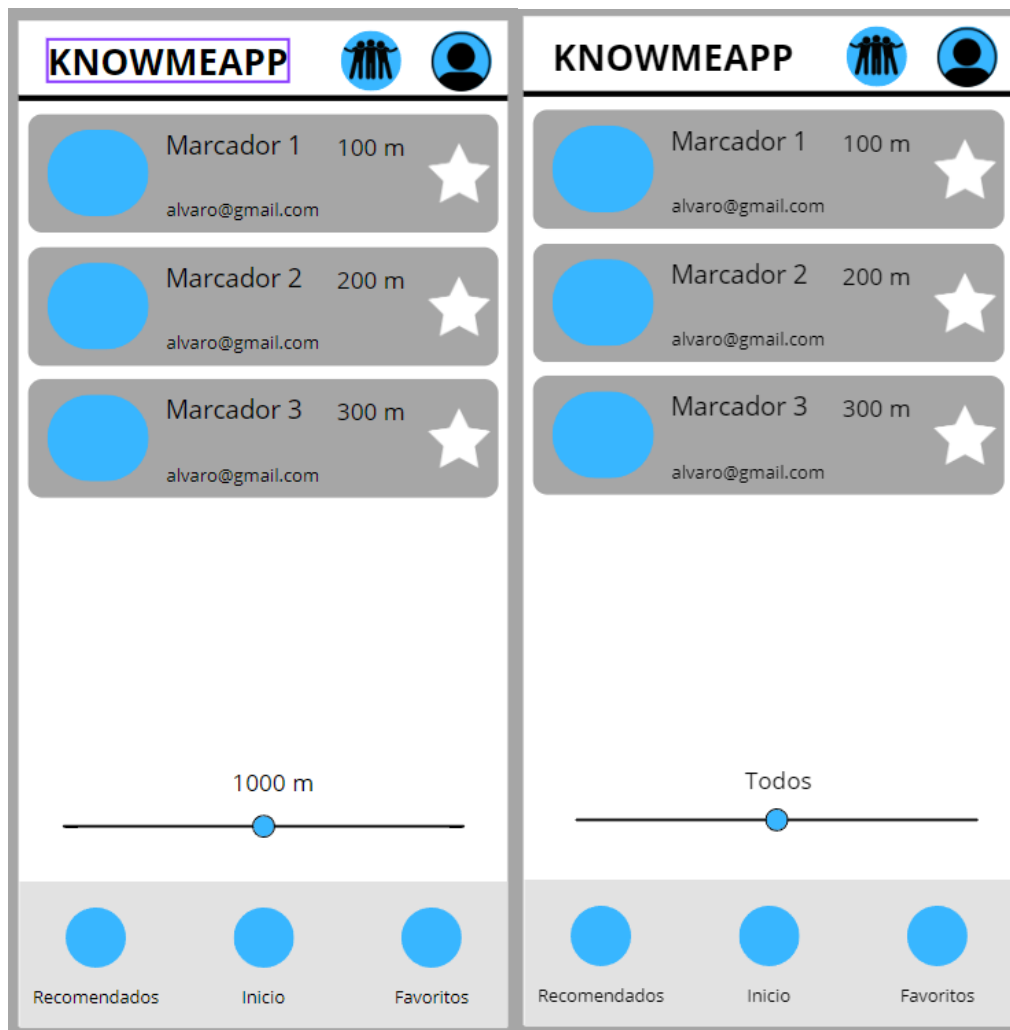 KNOWMEAPP
Marcador 1 100 m
alvaro@gmail.com
Marcador 2 200 m
alvaro@gmail.com
Marcador 3 300 m
alvaro@gmail.com
1000 m
Recomendados Inicio Favoritos
KNOWMEAPP
Marcador 1 100 m
alvaro@gmail.com
Marcador 2 200 m
alvaro@gmail.com
Marcador 3 300 m
alvaro@gmail.com
Todos
Recomendados Inicio Favoritos